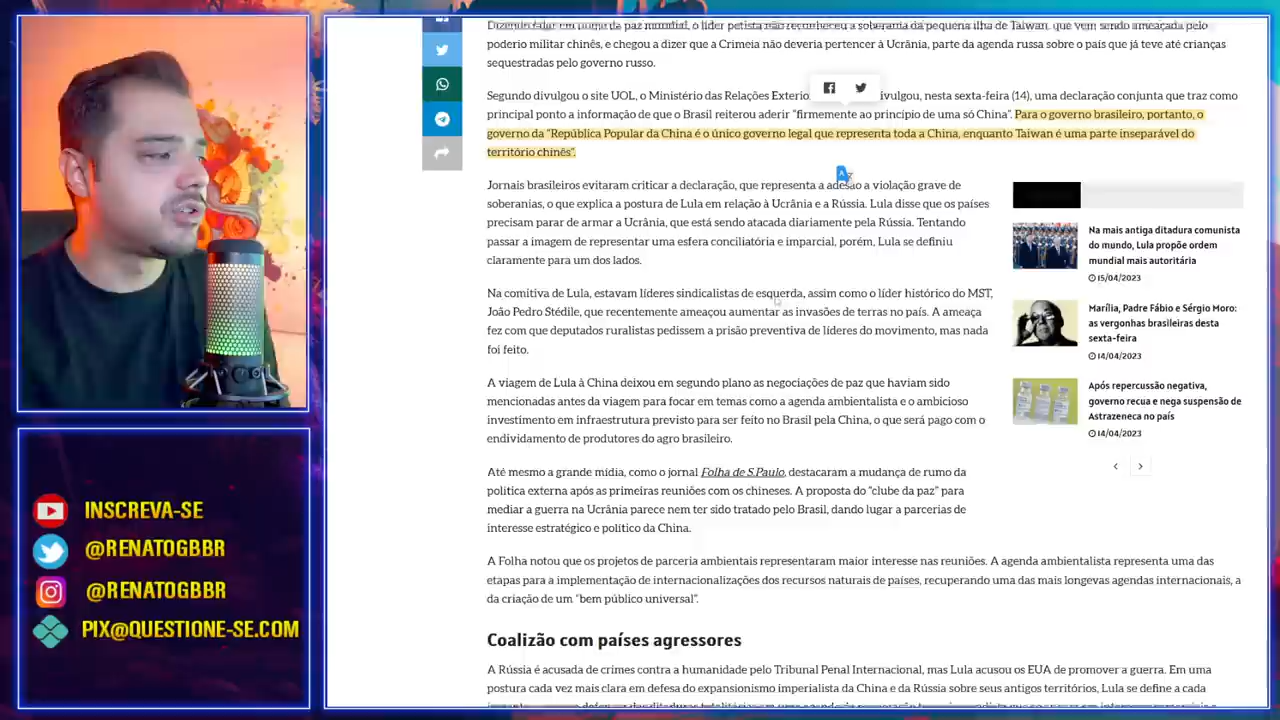 Dizendo falar em nome da paz mundial, o líder petista não reconheceu a soberania da pequena ilha de Taiwan, que vem sendo ameaçada pelo
poderio militar chinês, e chegou a dizer que a Crimeia não deveria pertencer à Ucrânia, parte da agenda russa sobre o país que já teve até crianças
sequestradas pelo governo russo.
Segundo divulgou o site UOL, o Ministério das Relações Exterio
ivulgou, nesta sexta-feira (14), uma declaração conjunta que traz como
principal ponto a informação de que o Brasil reiterou aderir “firmemente ao princípio de uma só China”. Para o governo brasileiro, portanto, o
governo da “República Popular da China é o único governo legal que representa toda a China, enquanto Taiwan é uma parte inseparável do
território chinês”.
Jornais brasileiros evitaram criticar a declaração, que representa a adesão a violação grave de
soberanias, o que explica a postura de Lula em relação à Ucrânia e a Rússia. Lula disse que os países
precisam parar de armar a Ucrânia, que está sendo atacada diariamente pela Rússia. Tentando
passar a imagem de representar uma esfera conciliatória e imparcial, porém, Lula se definiu
claramente para um dos lados.
Na comitiva de Lula, estavam líderes sindicalistas de esquerda, assim como o líder histórico do MST,
João Pedro Stédile, que recentemente ameaçou aumentar as invasões de terras no país. A ameaça
fez com que deputados ruralistas pedissem a prisão preventiva de líderes do movimento, mas nada
foi feito.
A viagem de Lula à China deixou em segundo plano as negociações de paz que haviam sido
mencionadas antes da viagem para focar em temas como a agenda ambientalista e o ambicioso
investimento em infraestrutura previsto para ser feito no Brasil pela China, o que será pago com o
endividamento de produtores do agro brasileiro.
Até mesmo a grande mídia, como o jornal Folha de S.Paulo, destacaram a mudança de rumo da
política externa após as primeiras reuniões com os chineses. A proposta do “clube da paz” para
mediar a guerra na Ucrânia parece nem ter sido tratado pelo Brasil, dando lugar a parcerias de
interesse estratégico e político da China.
A Folha notou que os projetos de parceria ambientais representaram maior interesse nas reuniões. A agenda ambientalista representa uma das
etapas para a implementação de internacionalizações dos recursos naturais de países, recuperando uma das mais longevas agendas internacionais, a
da criação de um “bem público universal”.
Coalizão com países agressores
A Rússia é acusada de crimes contra a humanidade pelo Tribunal Penal Internacional, mas Lula acusou os EUA de promover a guerra. Em uma
postura cada vez mais clara em defesa do expansionismo imperialista da China e da Rússia sobre seus antigos territórios, Lula se define a cada
Na mais antiga ditadura comunista
do mundo, Lula propõe ordem
mundial mais autoritária
15/04/2023
Marília, Padre Fábio e Sérgio Moro:
as vergonhas brasileiras desta
sexta-feira
14/04/2023
Após repercussão negativa,
governo recua e nega suspensão de
Astrazeneca no país
14/04/2023
INSCREVA-SE
@RENATOGBBR
@RENATOGBBR
PIX@QUESTIONE-SE.COM